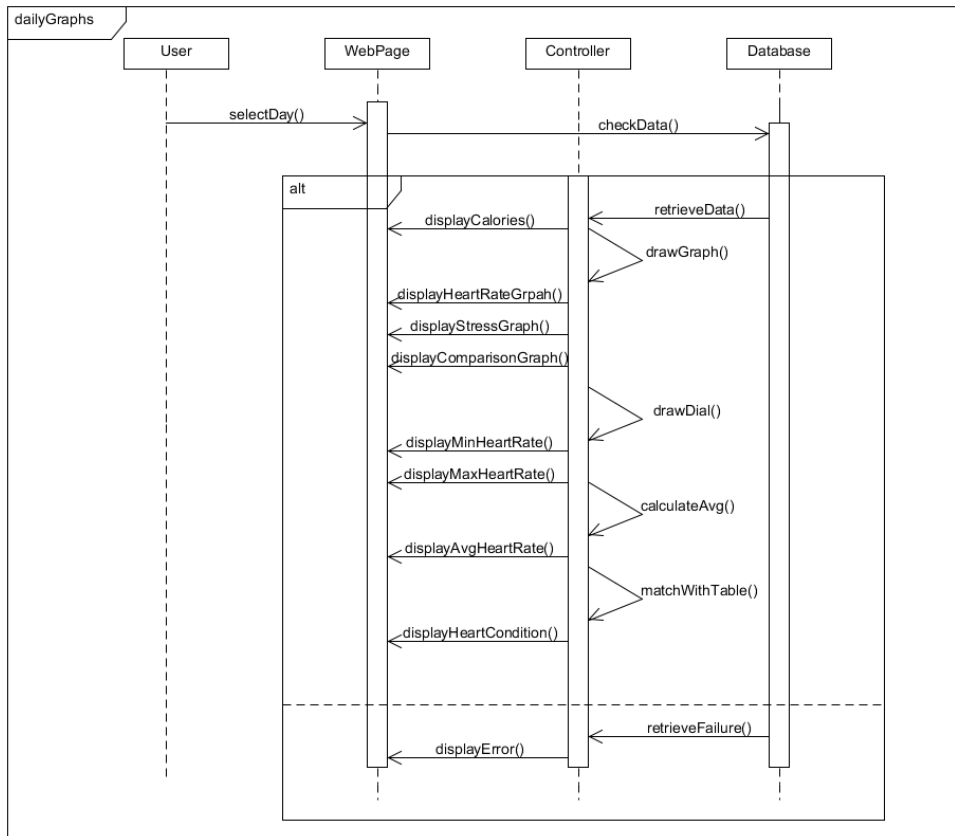 dailyGraphs
User
WebPage
Controller
Database
selectDay()
checkData()
alt
retrieveData()
displayCalories()
drawGraph()
displayHeartRateGrpah()
displayStressGraph()
displayComparisonGraph()
drawDial()
displayMinHeartRate()
displayMaxHeartRate()
calculateAvg()
displayAvgHeartRate()
matchWithTable()
displayHeartCondition()
retrieveFailure()
displayError()